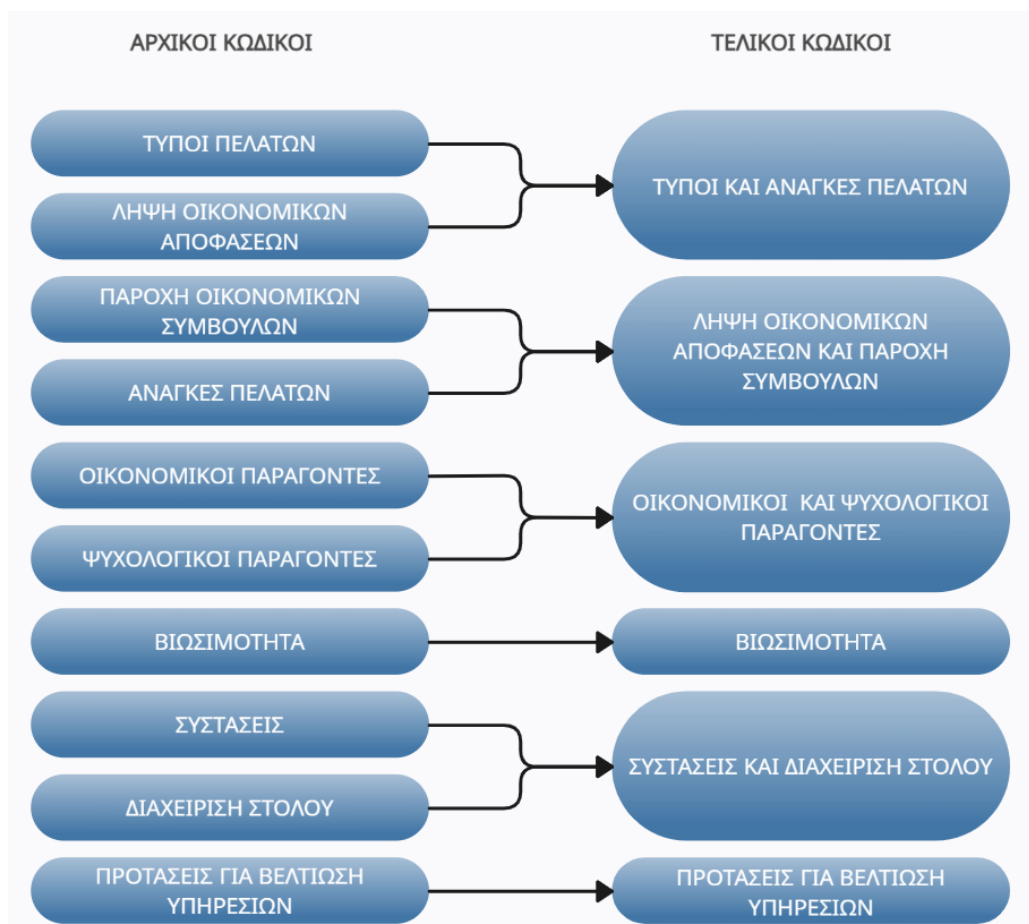 ΑΡΧΙΚΟΙ ΚΩΔΙΚΟΙ
ΤΕΛΙΚΟΙ ΚΩΔΙΚΟΙ
ΤΥΠΟΙ ΠΕΛΑΤΩΝ
ΛΗΨΗ ΟΙΚΟΝΟΜΙΚΩΝ
ΑΠΟΦΑΣΕΩΝ
ΤΥΠΟΙ ΚΑΙ ΑΝΑΓΚΕΣ ΠΕΛΑΤΩΝ
ΠΑΡΟΧΗ ΟΙΚΟΝΟΜΙΚΩΝ
ΣΥΜΒΟΥΛΩΝ
ΑΝΑΓΚΕΣ ΠΕΛΑΤΩΝ
ΛΗΨΗ ΟΙΚΟΝΟΜΙΚΩΝ
ΑΠΟΦΑΣΕΩΝ ΚΑΙ ΠΑΡΟΧΗ
ΣΥΜΒΟΥΛΩΝ
ΟΙΚΟΝΟΜΙΚΟΙ ΠΑΡΑΓΟΝΤΕΣ
ΨΥΧΟΛΟΓΙΚΟΙ ΠΑΡΑΓΟΝΤΕΣ
ΟΙΚΟΝΟΜΙΚΟΙ ΚΑΙ ΨΥΧΟΛΟΓΙΚΟΙ
ΠΑΡΑΓΟΝΤΕΣ
ΒΙΩΣΙΜΟΤΗΤΑ
ΒΙΩΣΙΜΟΤΗΤΑ
ΣΥΣΤΑΣΕΙΣ
ΔΙΑΧΕΙΡΙΣΗ ΣΤΟΛΟΥ
ΣΥΣΤΑΣΕΙΣ ΚΑΙ ΔΙΑΧΕΙΡΙΣΗ ΣΤΟΛΟΥ
ΠΡΟΤΑΣΕΙΣ ΓΙΑ ΒΕΛΤΙΩΣΗ
ΥΠΗΡΕΣΙΩΝ
ΠΡΟΤΑΣΕΙΣ ΓΙΑ ΒΕΛΤΙΩΣΗ
ΥΠΗΡΕΣΙΩΝ